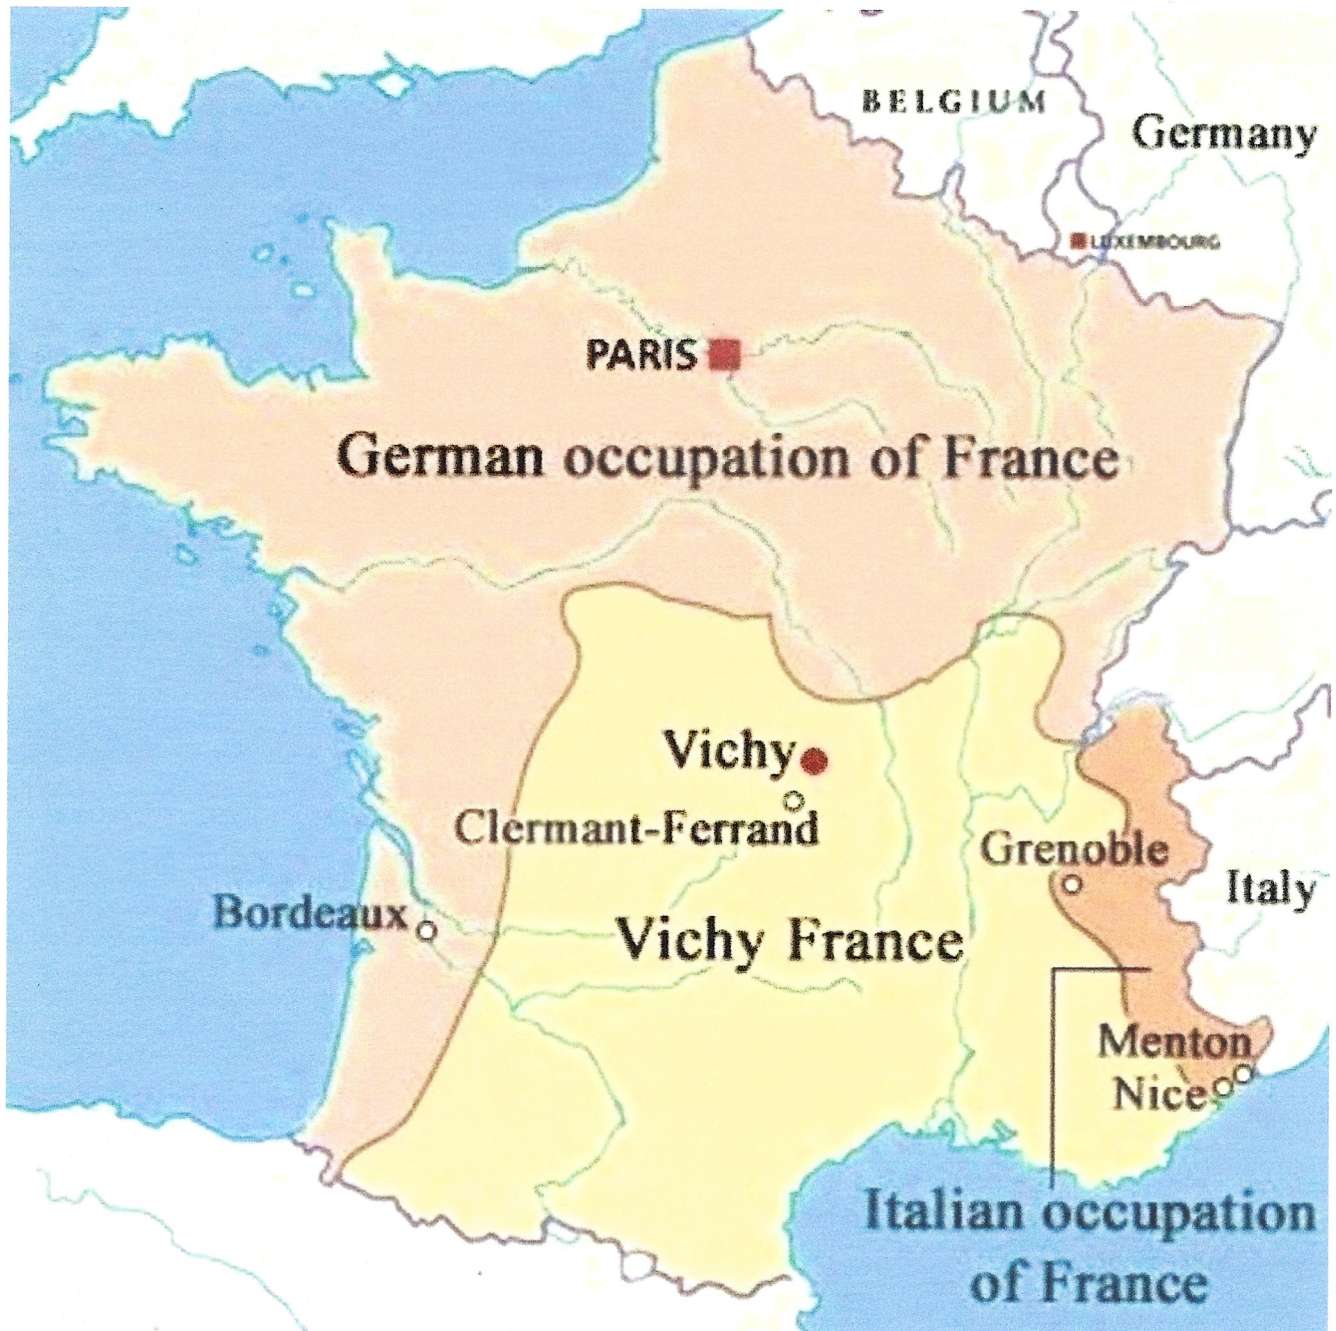 BELGIUM
Germany
LUXEMBOURG
PARIS
German occupation of France
Vichy
Clermant-Ferrand
Grenoble
Italy
Bordeaux
Vichy France
Menton
Nice
Italian occupation
of France